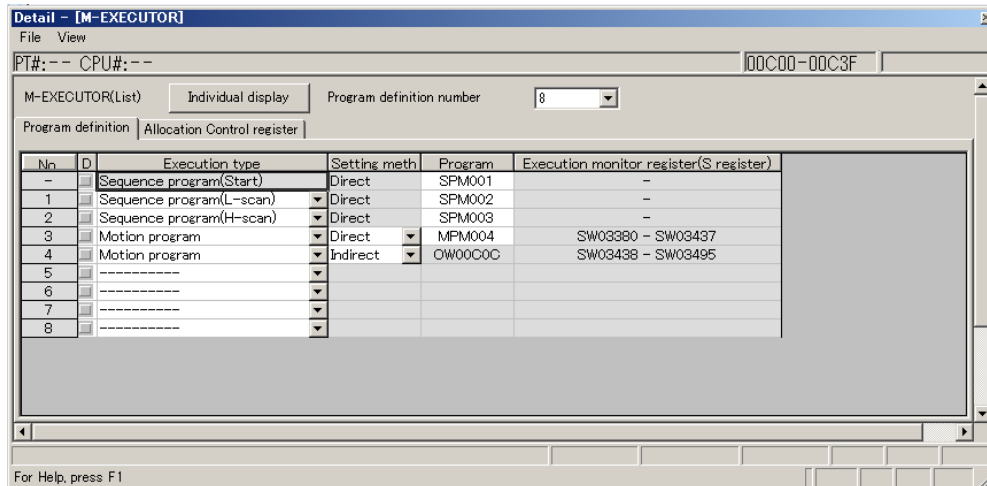 Detail - [M-EXECUTOR]
File View
PT#:-- CPU#:-- 00C00-00C3F
M-EXECUTOR(List) Individual display Program definition number 8
Program definition Allocation Control register
No D Execution type Setting meth Program Execution monitor register(S register)
- Sequence program(Start) Direct SPM001 -
1 Sequence program(L-scan) Direct SPM002 -
2 Sequence program(H-scan) Direct SPM003 -
3 Motion program Direct MPM004 SW03380 - SW03437
4 Motion program Indirect OW00C0C SW03438 - SW03495
5 ----------
6 ----------
7 ----------
8 ----------
For Help, press F1